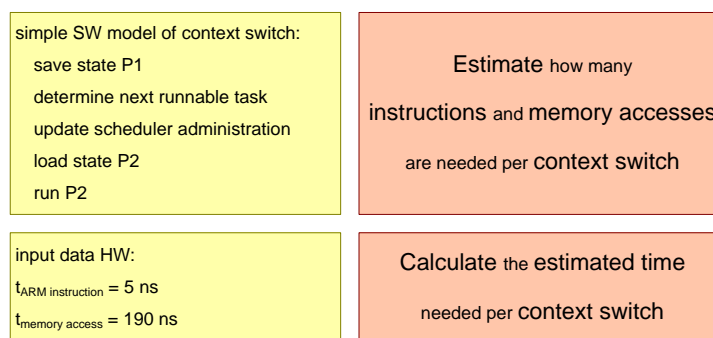 simple SW model of context switch:
save state P1
determine next runnable task
update scheduler administration
load state P2
run P2
Estimate how many
instructions and memory accesses
are needed per context switch
input data HW:
tARM instruction = 5 ns
tmemory access = 190 ns
Calculate the estimated time
needed per context switch